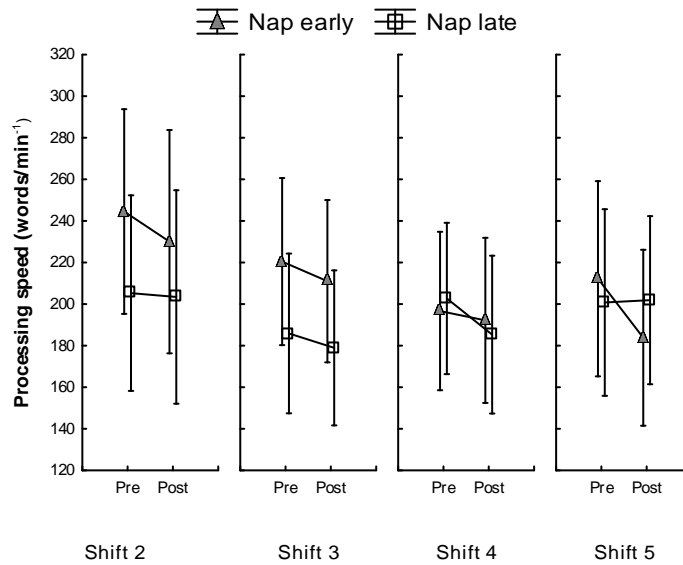 Nap early Nap late
Processing speed (words/min⁻¹)
320
300
280
260
240
220
200
180
160
140
120
Pre Post Pre Post Pre Post Pre Post
Shift 2 Shift 3 Shift 4 Shift 5